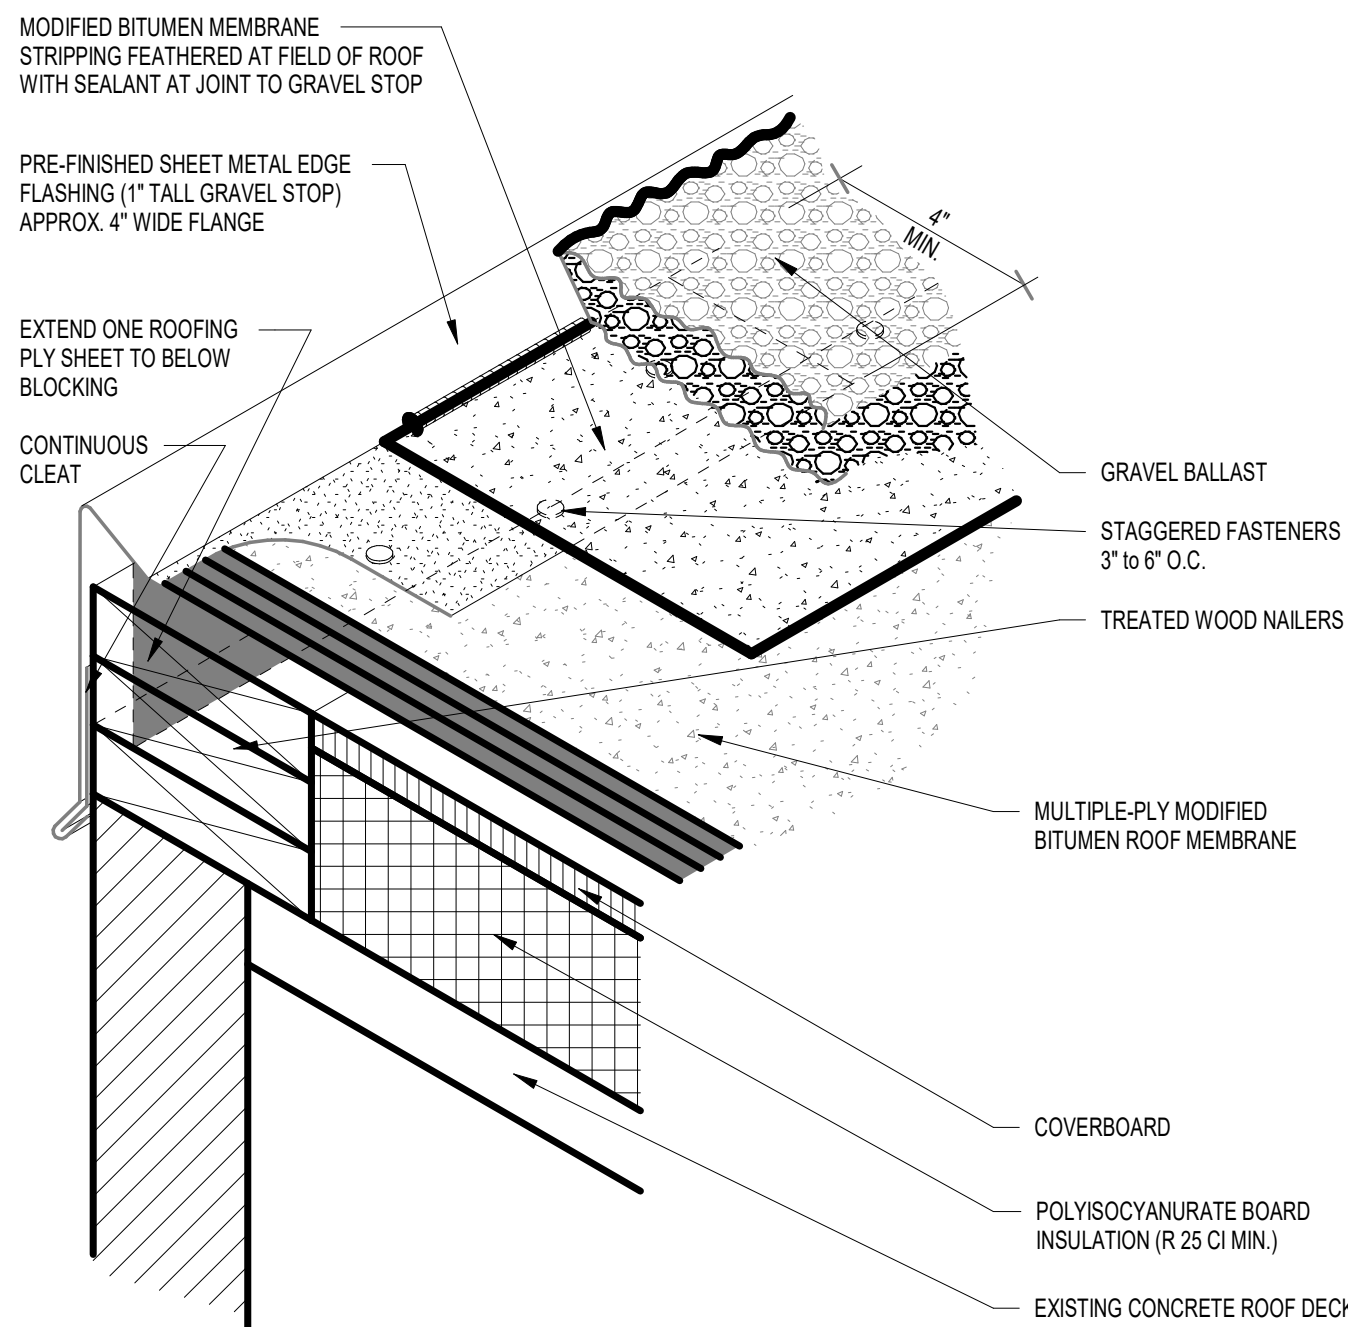 MODIFIED BITUMEN MEMBRANE
STRIPPING FEATHERED AT FIELD OF ROOF
WITH SEALANT AT JOINT TO GRAVEL STOP
PRE-FINISHED SHEET METAL EDGE
FLASHING (1" TALL GRAVEL STOP)
APPROX. 4" WIDE FLANGE
4"
MIN.
EXTEND ONE ROOFING
PLY SHEET TO BELOW
BLOCKING
CONTINUOUS
CLEAT
GRAVEL BALLAST
STAGGERED FASTENERS
3" to 6" O.C.
TREATED WOOD NAILERS
MULTIPLE-PLY MODIFIED
BITUMEN ROOF MEMBRANE
COVERBOARD
POLYISOCYANURATE BOARD
INSULATION (R 25 CI MIN.)
EXISTING CONCRETE ROOF DECK